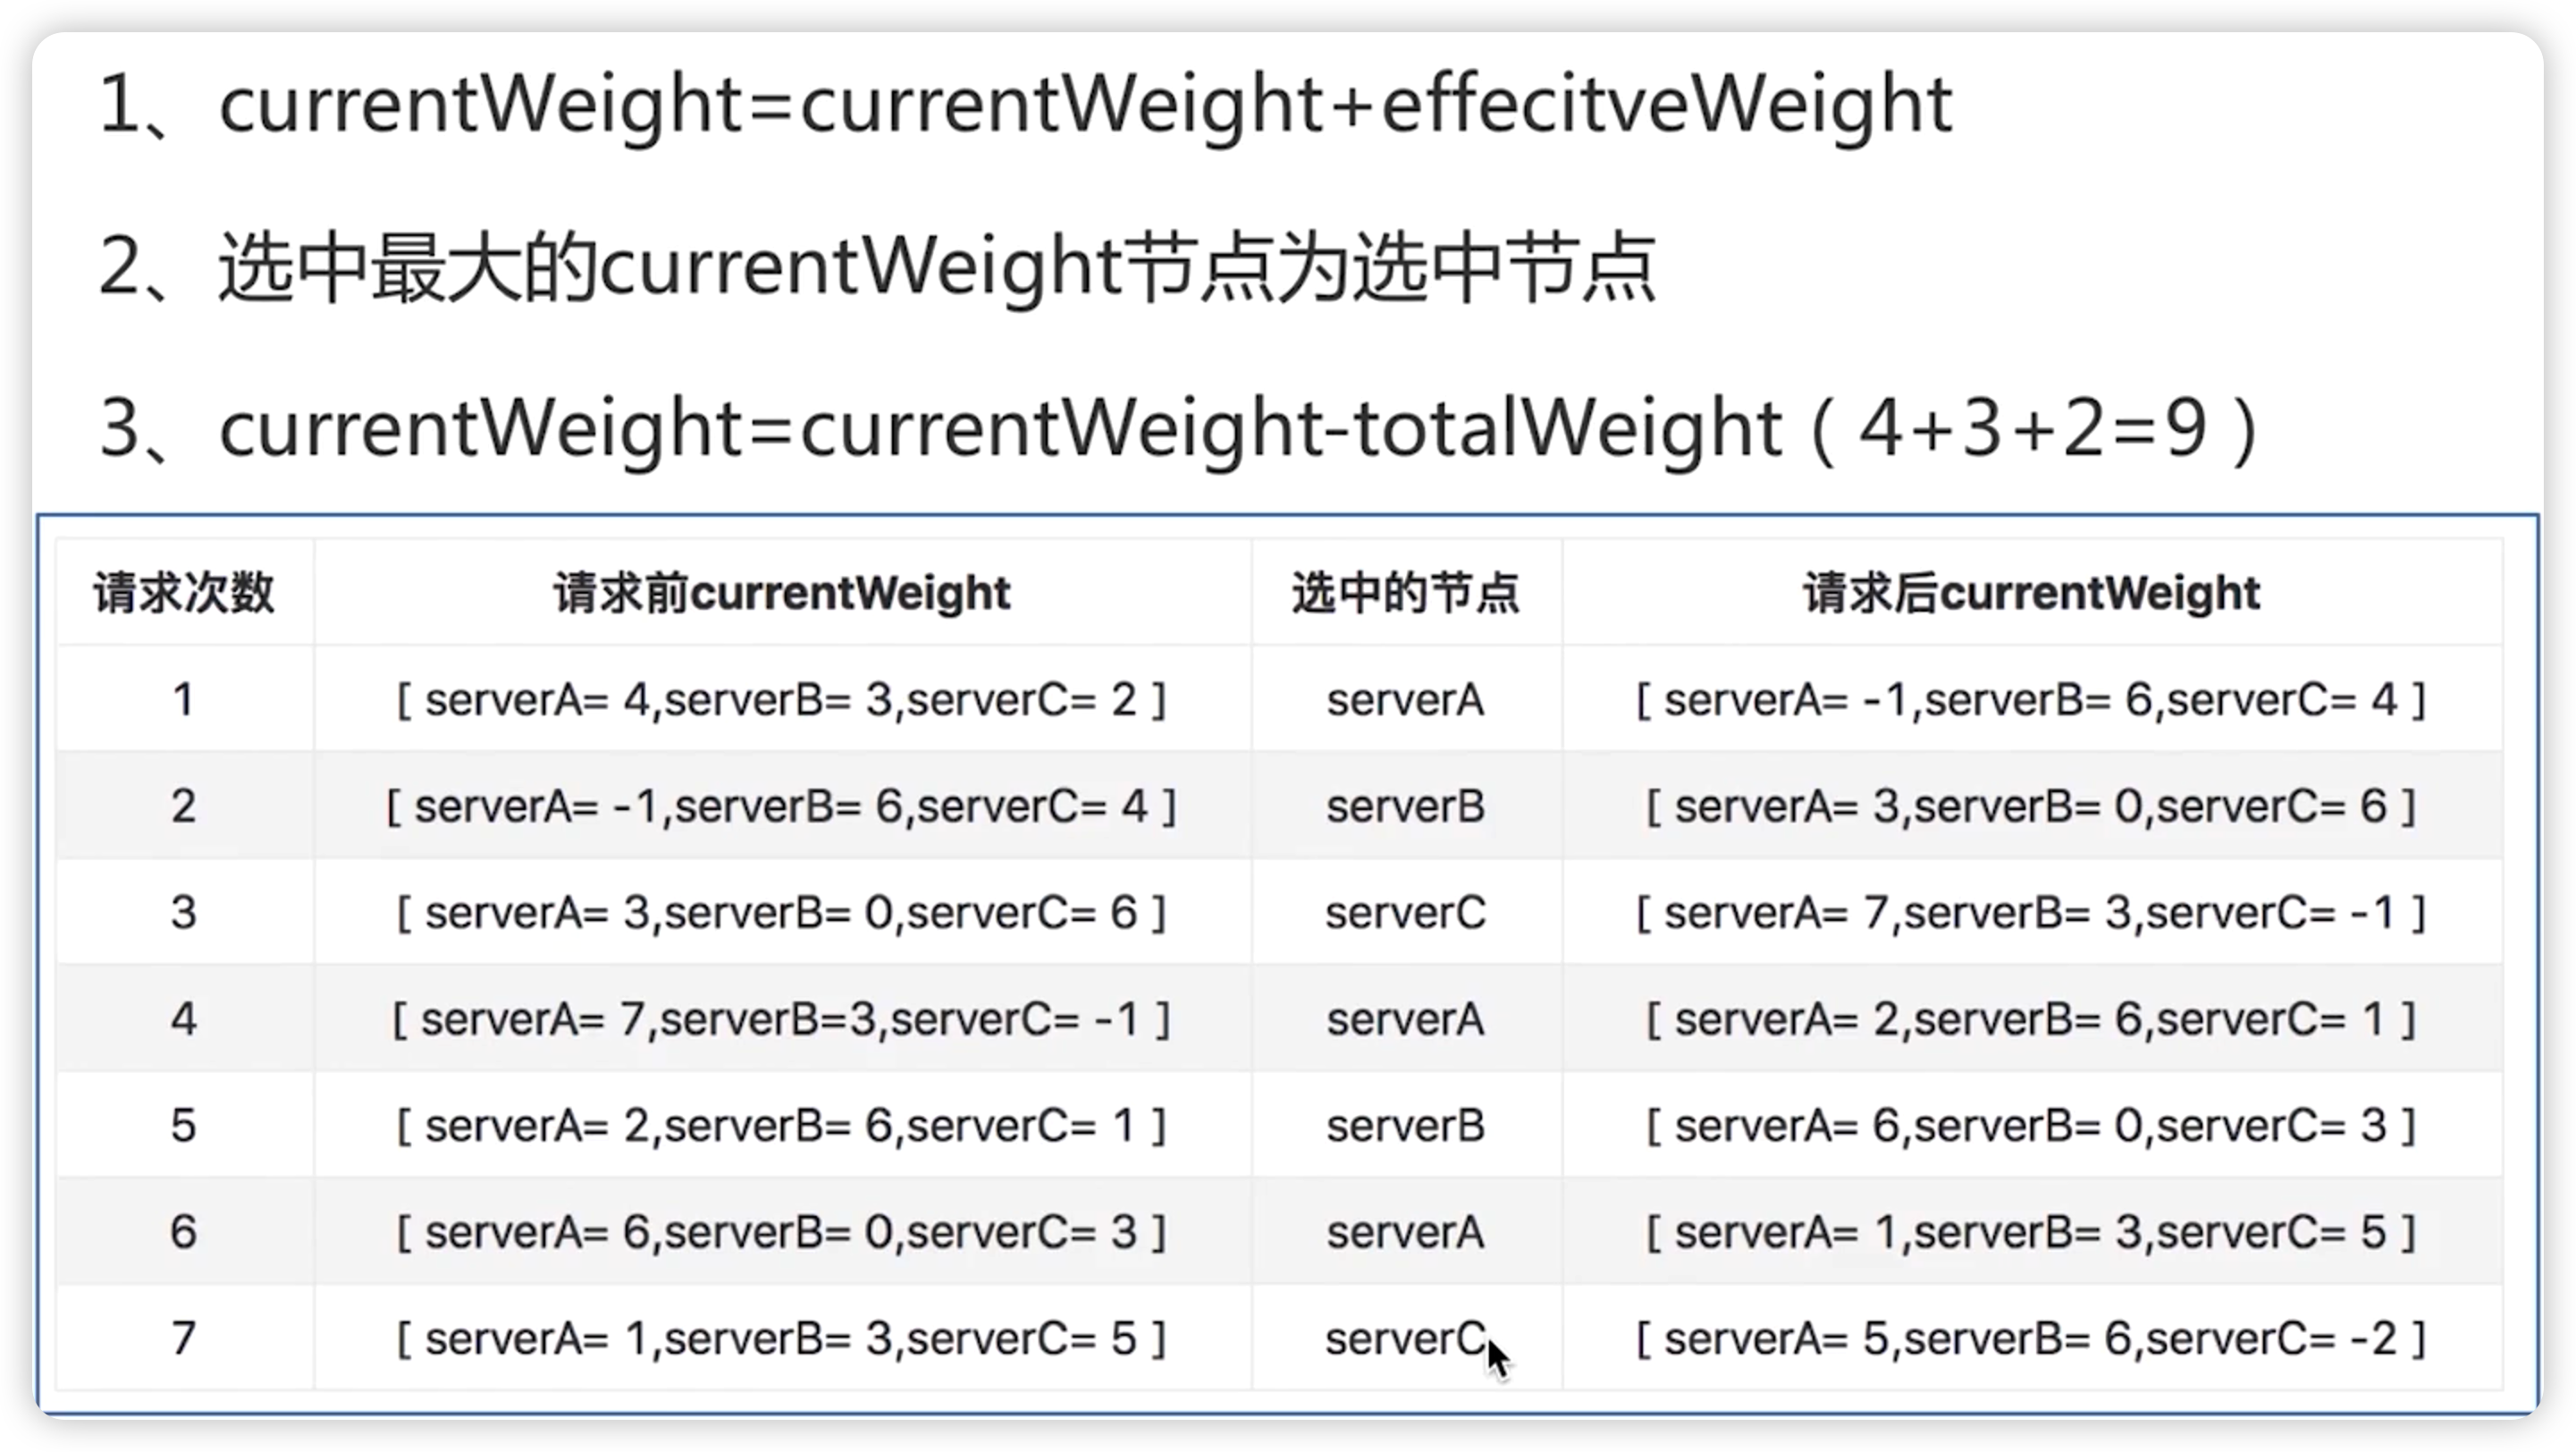 1、currentWeight=currentWeight+effecitveWeight
2、选中最大的currentWeight节点为选中节点
3、currentWeight=currentWeight-totalWeight（4+3+2=9）
请求次数 请求前currentWeight 选中的节点 请求后currentWeight
1 [ serverA= 4,serverB= 3,serverC= 2 ] serverA [ serverA= -1,serverB= 6,serverC= 4 ]
2 [ serverA= -1,serverB= 6,serverC= 4 ] serverB [ serverA= 3,serverB= 0,serverC= 6 ]
3 [ serverA= 3,serverB= 0,serverC= 6 ] serverC [ serverA= 7,serverB= 3,serverC= -1 ]
4 [ serverA= 7,serverB=3,serverC= -1 ] serverA [ serverA= 2,serverB= 6,serverC= 1 ]
5 [ serverA= 2,serverB= 6,serverC= 1 ] serverB [ serverA= 6,serverB= 0,serverC= 3 ]
6 [ serverA= 6,serverB= 0,serverC= 3 ] serverA [ serverA= 1,serverB= 3,serverC= 5 ]
7 [ serverA= 1,serverB= 3,serverC= 5 ] serverC [ serverA= 5,serverB= 6,serverC= -2 ]